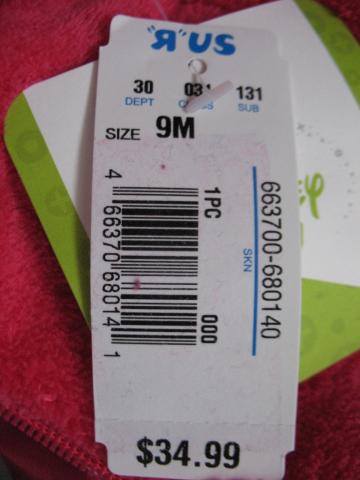 "R"US
30 031 131
DEPT SUB
SIZE 9M
663700-680140
SKN
1PC 000
4 66370 68014 1
$34.99